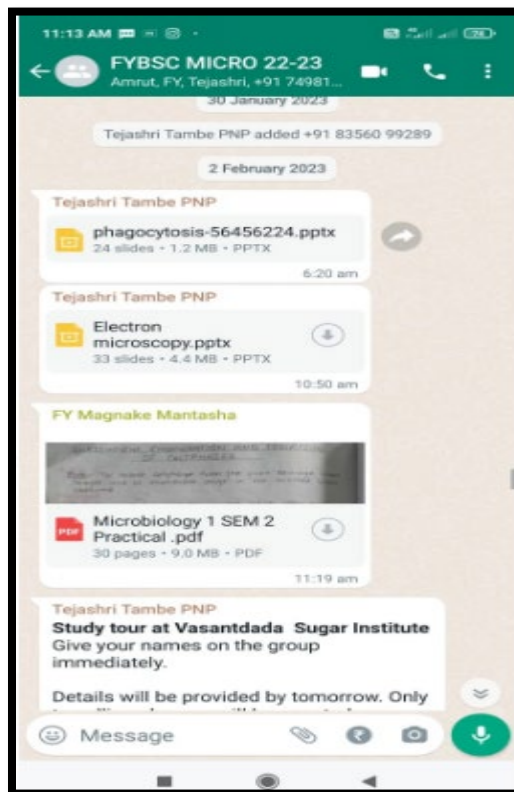 11:13 AM
74
FYBSC MICRO 22-23
Amrut, FY, Tejashri, +91 74981...
30 January 2023
Tejashri Tambe PNP added +91 83560 99289
2 February 2023
Tejashri Tambe PNP
phagocytosis-56456224.pptx
24 slides • 1.2 MB • PPTX
6:20 am
Tejashri Tambe PNP
Electron
microscopy.pptx
33 slides • 4.4 MB • PPTX
10:50 am
FY Magnake Mantasha
PDF
Microbiology 1 SEM 2
Practical .pdf
30 pages • 9.0 MB • PDF
11:19 am
Tejashri Tambe PNP
Study tour at Vasantdada Sugar Institute
Give your names on the group
immediately.
Details will be provided by tomorrow. Only
Message